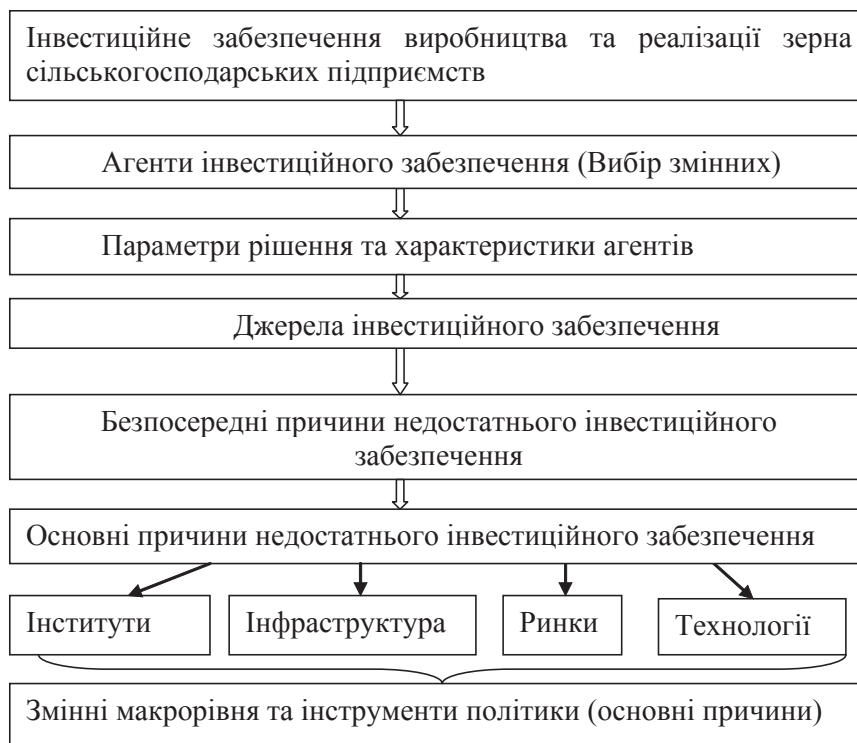 Інвестиційне забезпечення виробництва та реалізації зерна
сільськогосподарських підприємств
Агенти інвестиційного забезпечення (Вибір змінних)
Параметри рішення та характеристики агентів
Джерела інвестиційного забезпечення
Безпосередні причини недостатнього інвестиційного
забезпечення
Основні причини недостатнього інвестиційного забезпечення
Інститути
Інфраструктура
Ринки
Технології
Змінні макрорівня та інструменти політики (основні причини)